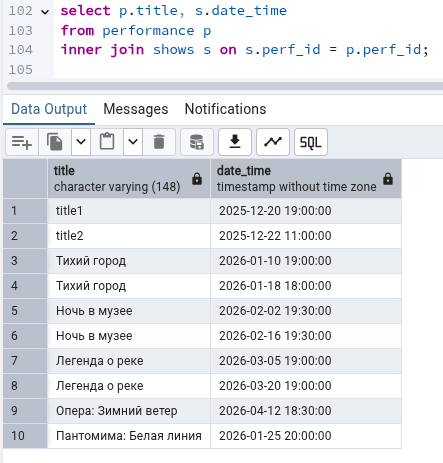 102 select p.title, s.date_time
103 from performance p
104 inner join shows s on s.perf_id = p.perf_id;
105
Data Output Messages Notifications
SQL
title date_time
character varying (148) timestamp without time zone
1 title1 2025-12-20 19:00:00
2 title2 2025-12-22 11:00:00
3 Тихий город 2026-01-10 19:00:00
4 Тихий город 2026-01-18 18:00:00
5 Ночь в музее 2026-02-02 19:30:00
6 Ночь в музее 2026-02-16 19:30:00
7 Легенда о реке 2026-03-05 19:00:00
8 Легенда о реке 2026-03-20 19:00:00
9 Опера: Зимний ветер 2026-04-12 18:30:00
10 Пантомима: Белая линия 2026-01-25 20:00:00